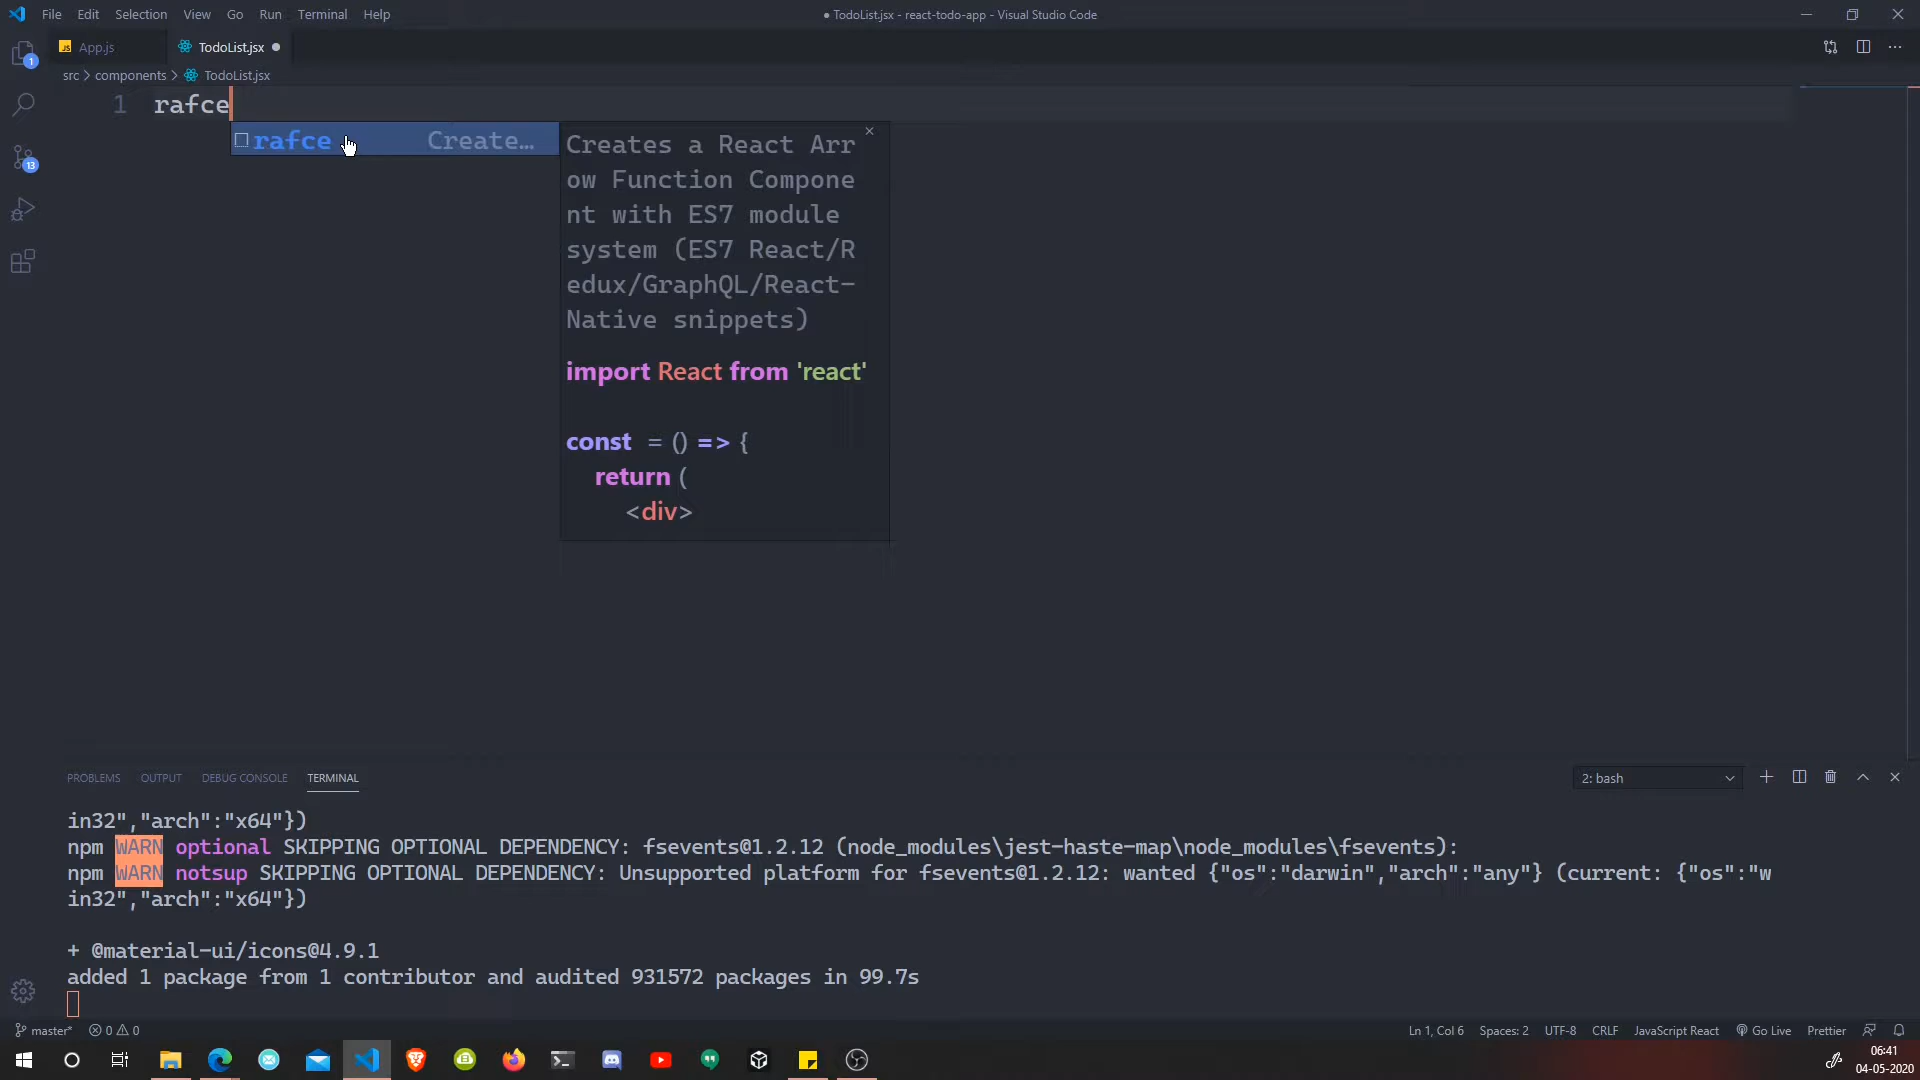 File Edit Selection View Go Run Terminal Help
● TodoList.jsx - react-todo-app - Visual Studio Code
JS App.js
TodoList.jsx ●
src > components > TodoList.jsx
1
13
1 rafce
rafce Create…
Creates a React Arr
ow Function Compone
nt with ES7 module
system (ES7 React/R
edux/GraphQL/React-
Native snippets)
import React from 'react'
const = () => {
return (
<div>
PROBLEMS OUTPUT DEBUG CONSOLE TERMINAL
2: bash
in32","arch":"x64"})
npm WARN optional SKIPPING OPTIONAL DEPENDENCY: fsevents@1.2.12 (node_modules\jest-haste-map\node_modules\fsevents):
npm WARN notsup SKIPPING OPTIONAL DEPENDENCY: Unsupported platform for fsevents@1.2.12: wanted {"os":"darwin","arch":"any"} (current: {"os":"w
in32","arch":"x64"})
+ @material-ui/icons@4.9.1
added 1 package from 1 contributor and audited 931572 packages in 99.7s
master* 0 0
Ln 1, Col 6 Spaces: 2 UTF-8 CRLF JavaScript React Go Live Prettier
06:41
04-05-2020